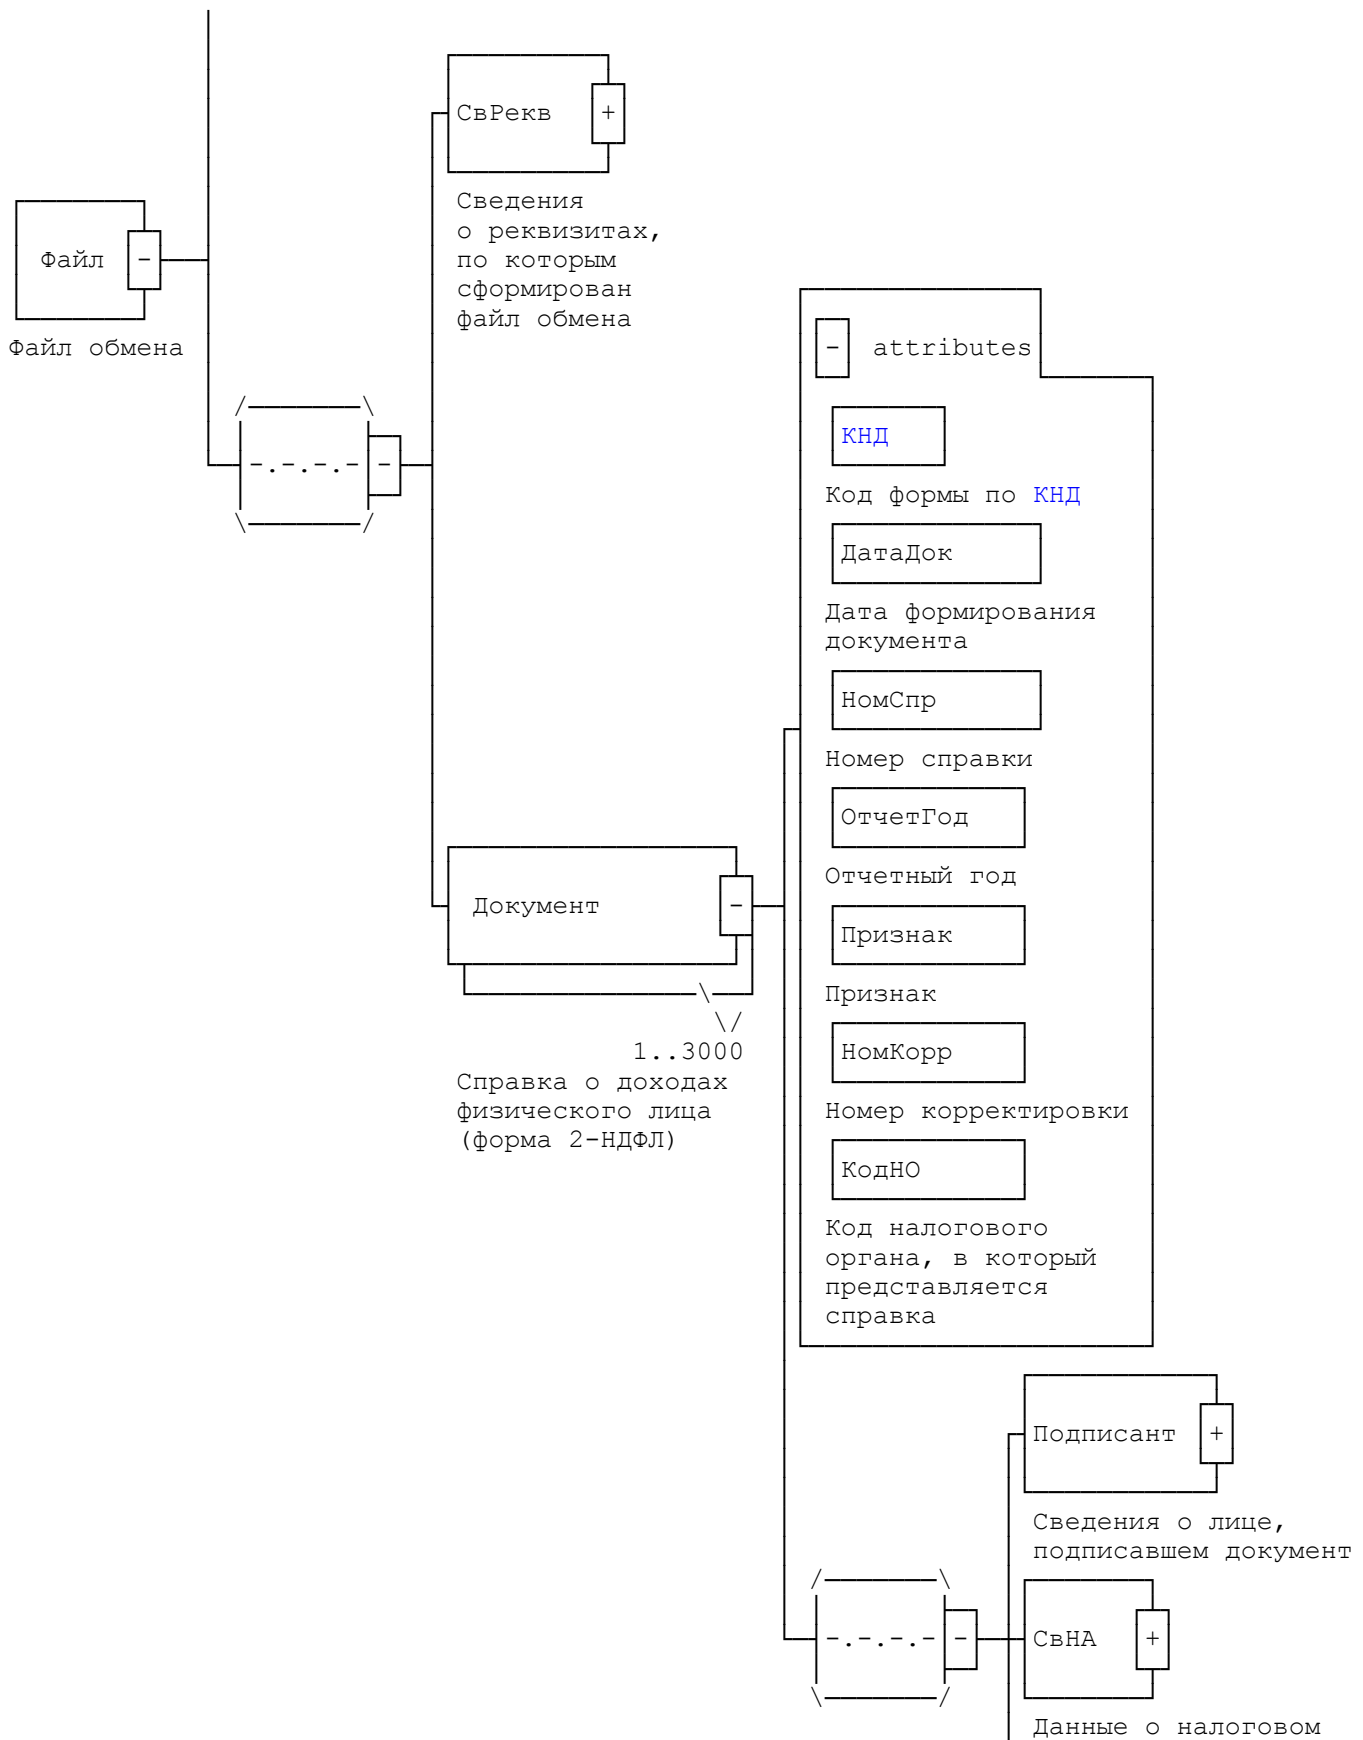 СвРекв +
Сведения
о реквизитах,
по которым
сформирован
файл обмена
Файл -
Файл обмена
- attributes
КНД
Код формы по КНД
-.-.-.- -
ДатаДок
Дата формирования
документа
НомСпр
Номер справки
ОтчетГод
Отчетный год
Документ -
1..3000
Справка о доходах
физического лица
(форма 2-НДФЛ)
Признак
Признак
НомКорр
Номер корректировки
КодНО
Код налогового
органа, в который
представляется
справка
Подписант +
Сведения о лице,
подписавшем документ
-.-.-.- -
СвНА +
Данные о налоговом